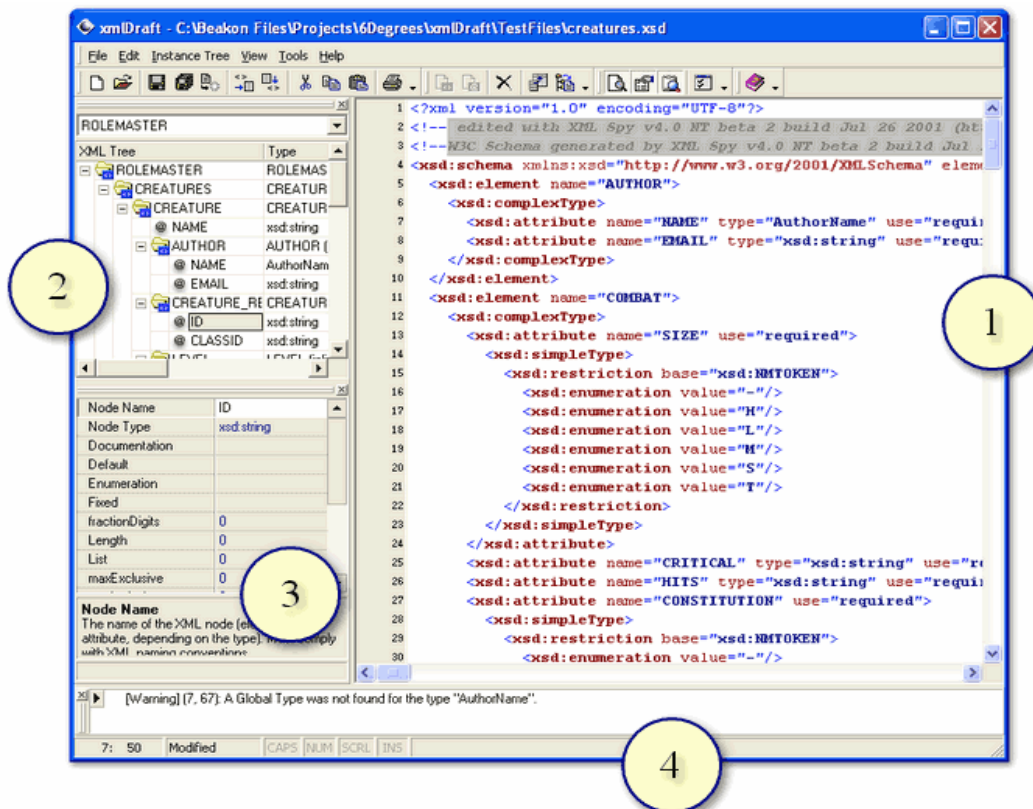 xmlDraft - C:\Beakon Files\Projects\6Degrees\xmlDraft\TestFiles\creatures.xsd
File Edit Instance Tree View Tools Help
ROLEMASTER
XML Tree Type
ROLEMASTER ROLEMAS
CREATURES CREATUR
CREATURE CREATUR
@ NAME xsd:string
AUTHOR AUTHOR (
@ NAME AuthorNam
@ EMAIL xsd:string
CREATURE_RE CREATUR
@ ID xsd:string
@ CLASSID xsd:string
2
Node Name ID
Node Type xsd:string
Documentation
Default
Enumeration
Fixed
fractionDigits 0
Length 0
List 0
maxExclusive 0
3
Node Name
The name of the XML node
attribute, depending on the type)
with XML naming conventions
1 <?xml version="1.0" encoding="UTF-8"?>
2 <!-- edited with XML Spy v4.0 NT beta 2 build Jul 26 2001 (ht
3 <!--W3C Schema generated by XML Spy v4.0 NT beta 2 build Jul
4 <xsd:schema xmlns:xsd="http://www.w3.org/2001/XMLSchema" elem
5 <xsd:element name="AUTHOR">
6 <xsd:complexType>
7 <xsd:attribute name="NAME" type="AuthorName" use="requi
8 <xsd:attribute name="EMAIL" type="xsd:string" use="requ
9 </xsd:complexType>
10 </xsd:element>
11 <xsd:element name="COMBAT">
12 <xsd:complexType>
13 <xsd:attribute name="SIZE" use="required">
14 <xsd:simpleType>
15 <xsd:restriction base="xsd:NMTOKEN">
16 <xsd:enumeration value="-"/>
17 <xsd:enumeration value="H"/>
18 <xsd:enumeration value="L"/>
19 <xsd:enumeration value="M"/>
20 <xsd:enumeration value="S"/>
21 <xsd:enumeration value="T"/>
22 </xsd:restriction>
23 </xsd:simpleType>
24 </xsd:attribute>
25 <xsd:attribute name="CRITICAL" type="xsd:string" use="r
26 <xsd:attribute name="HITS" type="xsd:string" use="requi
27 <xsd:attribute name="CONSTITUTION" use="required">
28 <xsd:simpleType>
29 <xsd:restriction base="xsd:NMTOKEN">
30 <xsd:enumeration value="-"/>
1
[Warning] (7, 67): A Global Type was not found for the type "AuthorName".
7: 50 Modified CAPS NUM SCRL INS
4